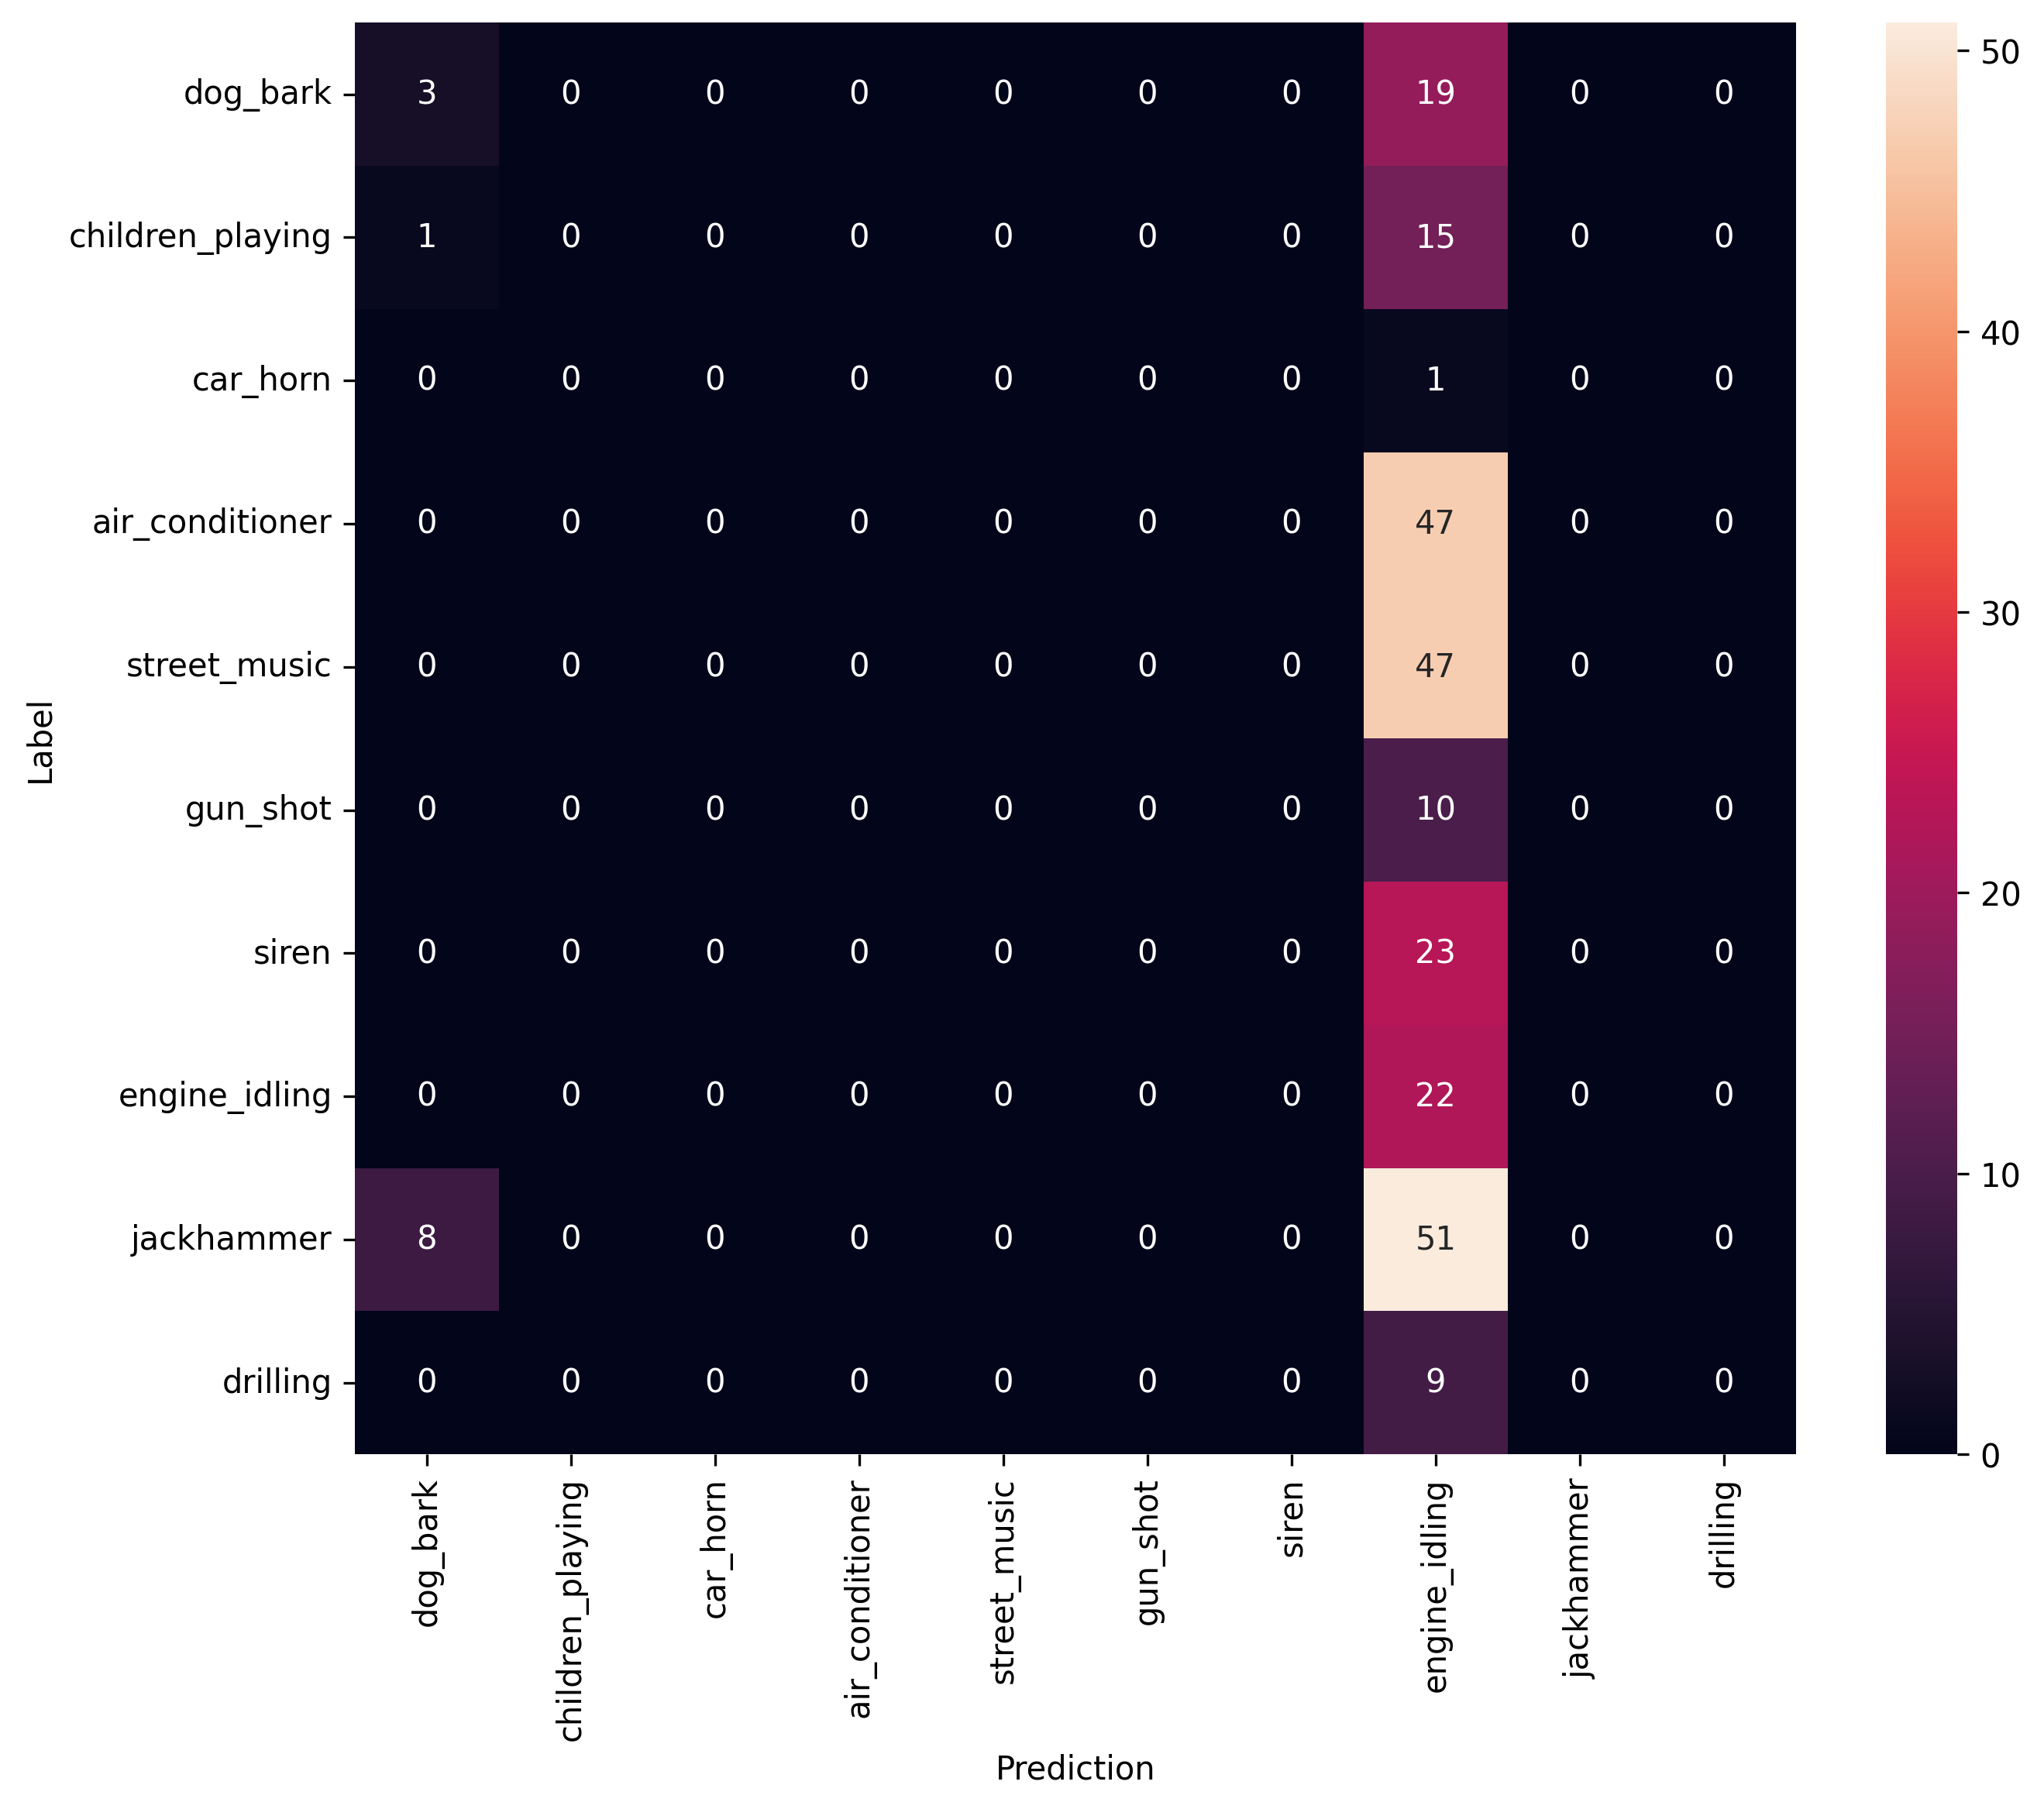 dog_bark 3 0 0 0 0 0 0 19 0 0
children_playing 1 0 0 0 0 0 0 15 0 0
car_horn 0 0 0 0 0 0 0 1 0 0
air_conditioner 0 0 0 0 0 0 0 47 0 0
street_music 0 0 0 0 0 0 0 47 0 0
gun_shot 0 0 0 0 0 0 0 10 0 0
siren 0 0 0 0 0 0 0 23 0 0
engine_idling 0 0 0 0 0 0 0 22 0 0
jackhammer 8 0 0 0 0 0 0 51 0 0
drilling 0 0 0 0 0 0 0 9 0 0
Label
dog_bark
children_playing
car_horn
air_conditioner
street_music
gun_shot
siren
engine_idling
jackhammer
drilling
Prediction
50
40
30
20
10
0